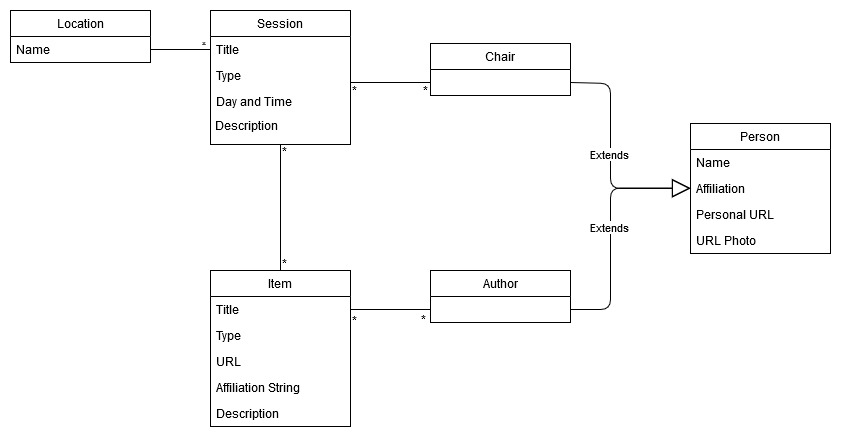 Location
Name
*
Session
Title
Type
Day and Time
Description
*
*
Chair
*
*
Item
Title
Type
URL
Affiliation String
Description
*
*
Author
Extends
Extends
Person
Name
Affiliation
Personal URL
URL Photo